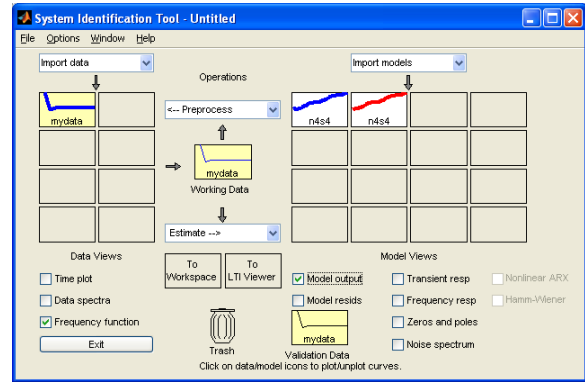 System Identification Tool - Untitled
File Options Window Help
Import data
Operations
Import models
mydata
<-- Preprocess
n4s4
n4s4
mydata
Working Data
Estimate -->
Data Views
To Workspace
To LTI Viewer
Model Views
Time plot
Data spectra
Frequency function
Exit
Trash
Model output
Model resids
mydata
Validation Data
Transient resp
Frequency resp
Zeros and poles
Noise spectrum
Nonlinear ARX
Hamm-Wiener
Click on data/model icons to plot/unplot curves.